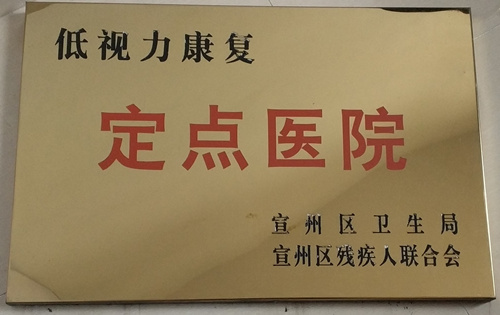 低视力康复
定点医院
宣州区卫生局
宣州区残疾人联合会